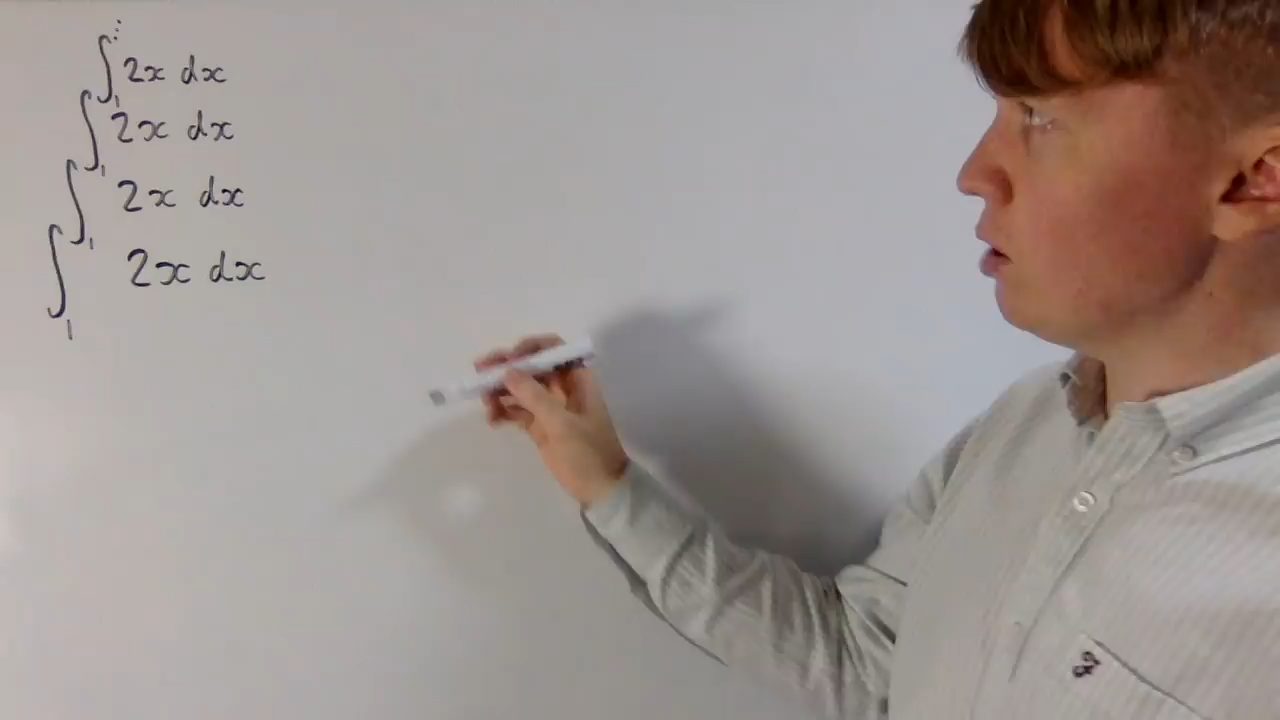 ∫₁^⋰ 2x dx
∫₁ 2x dx
∫₁ 2x dx
∫₁ 2x dx